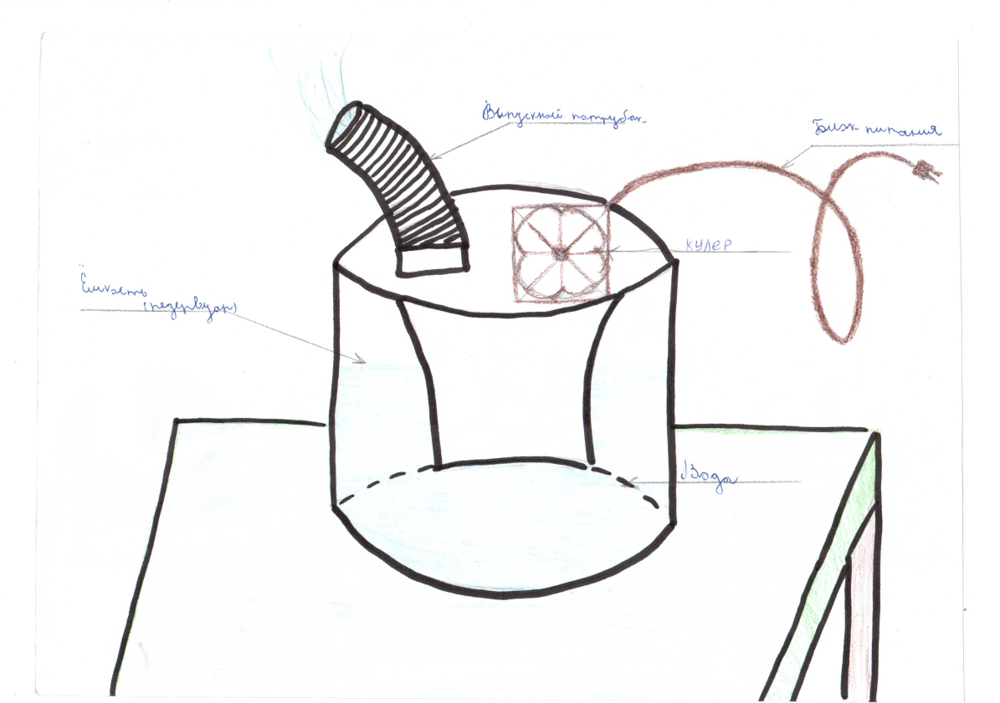 Выпускной патрубок
Блок питания
КУЛЕР
Ёмкость
(резервуар)
Вода